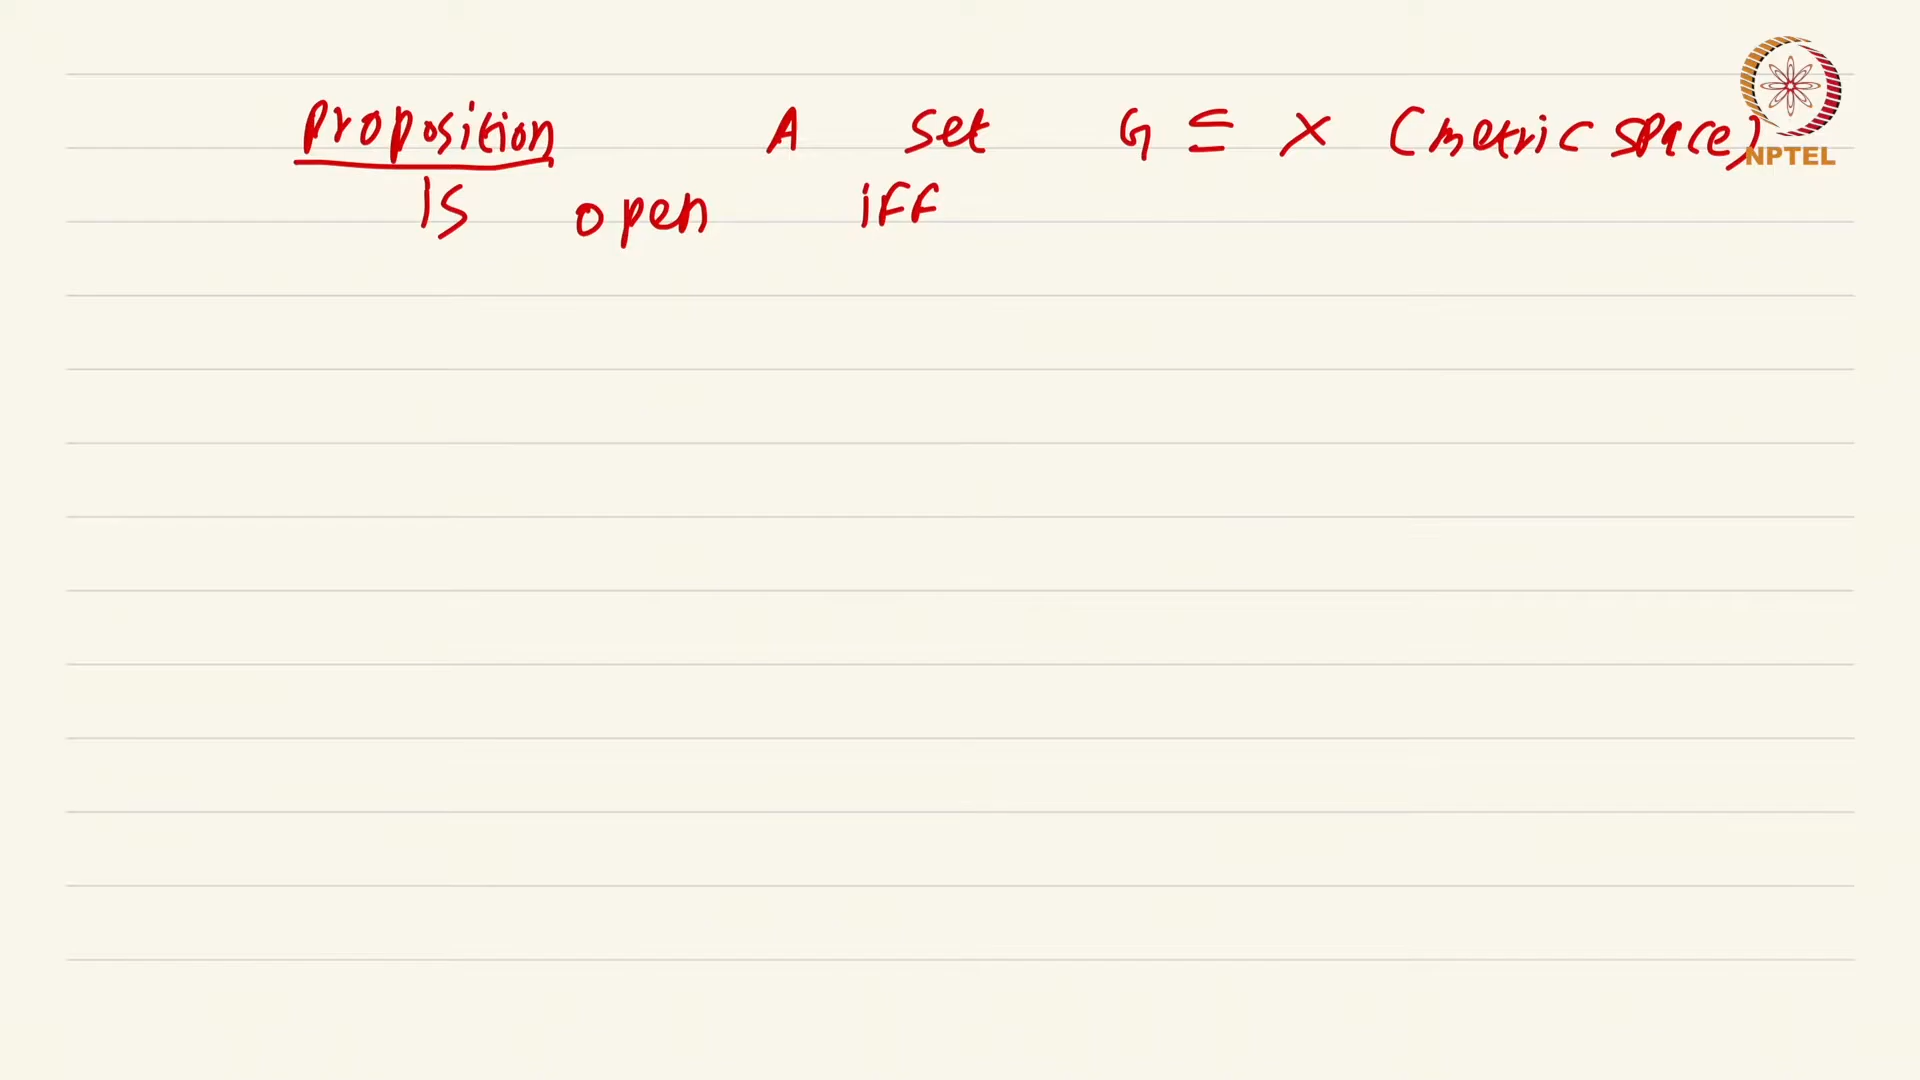 Proposition A set G ⊆ X (metric space)
is open iff
NPTEL